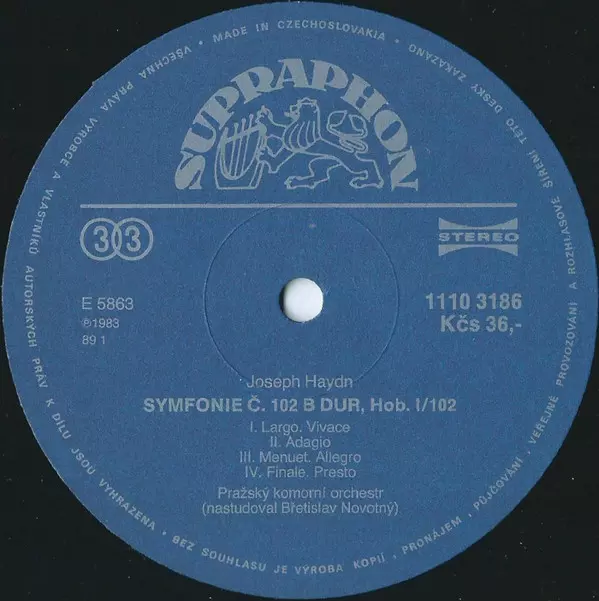 VŠECHNA PRÁVA VÝROBCE A VLASTNÍKŮ AUTORSKÝCH PRÁV K DÍLU JSOU VYHRAZENA • BEZ SOUHLASU JE VÝROBA KOPIÍ, PRONÁJEM, PŮJČOVÁNÍ, VEŘEJNÉ PROVOZOVÁNÍ A ROZHLASOVÉ ŠÍŘENÍ TÉTO DESKY ZAKÁZÁNO • MADE IN CZECHOSLOVAKIA •
SUPRAPHON
33
STEREO
E 5863
1110 3186
℗1983
Kčs 36,-
89 1
Joseph Haydn
SYMFONIE Č. 102 B DUR, Hob. I/102
I. Largo. Vivace
II. Adagio
III. Menuet. Allegro
IV. Finale. Presto
Pražský komorní orchestr
(nastudoval Břetislav Novotný)